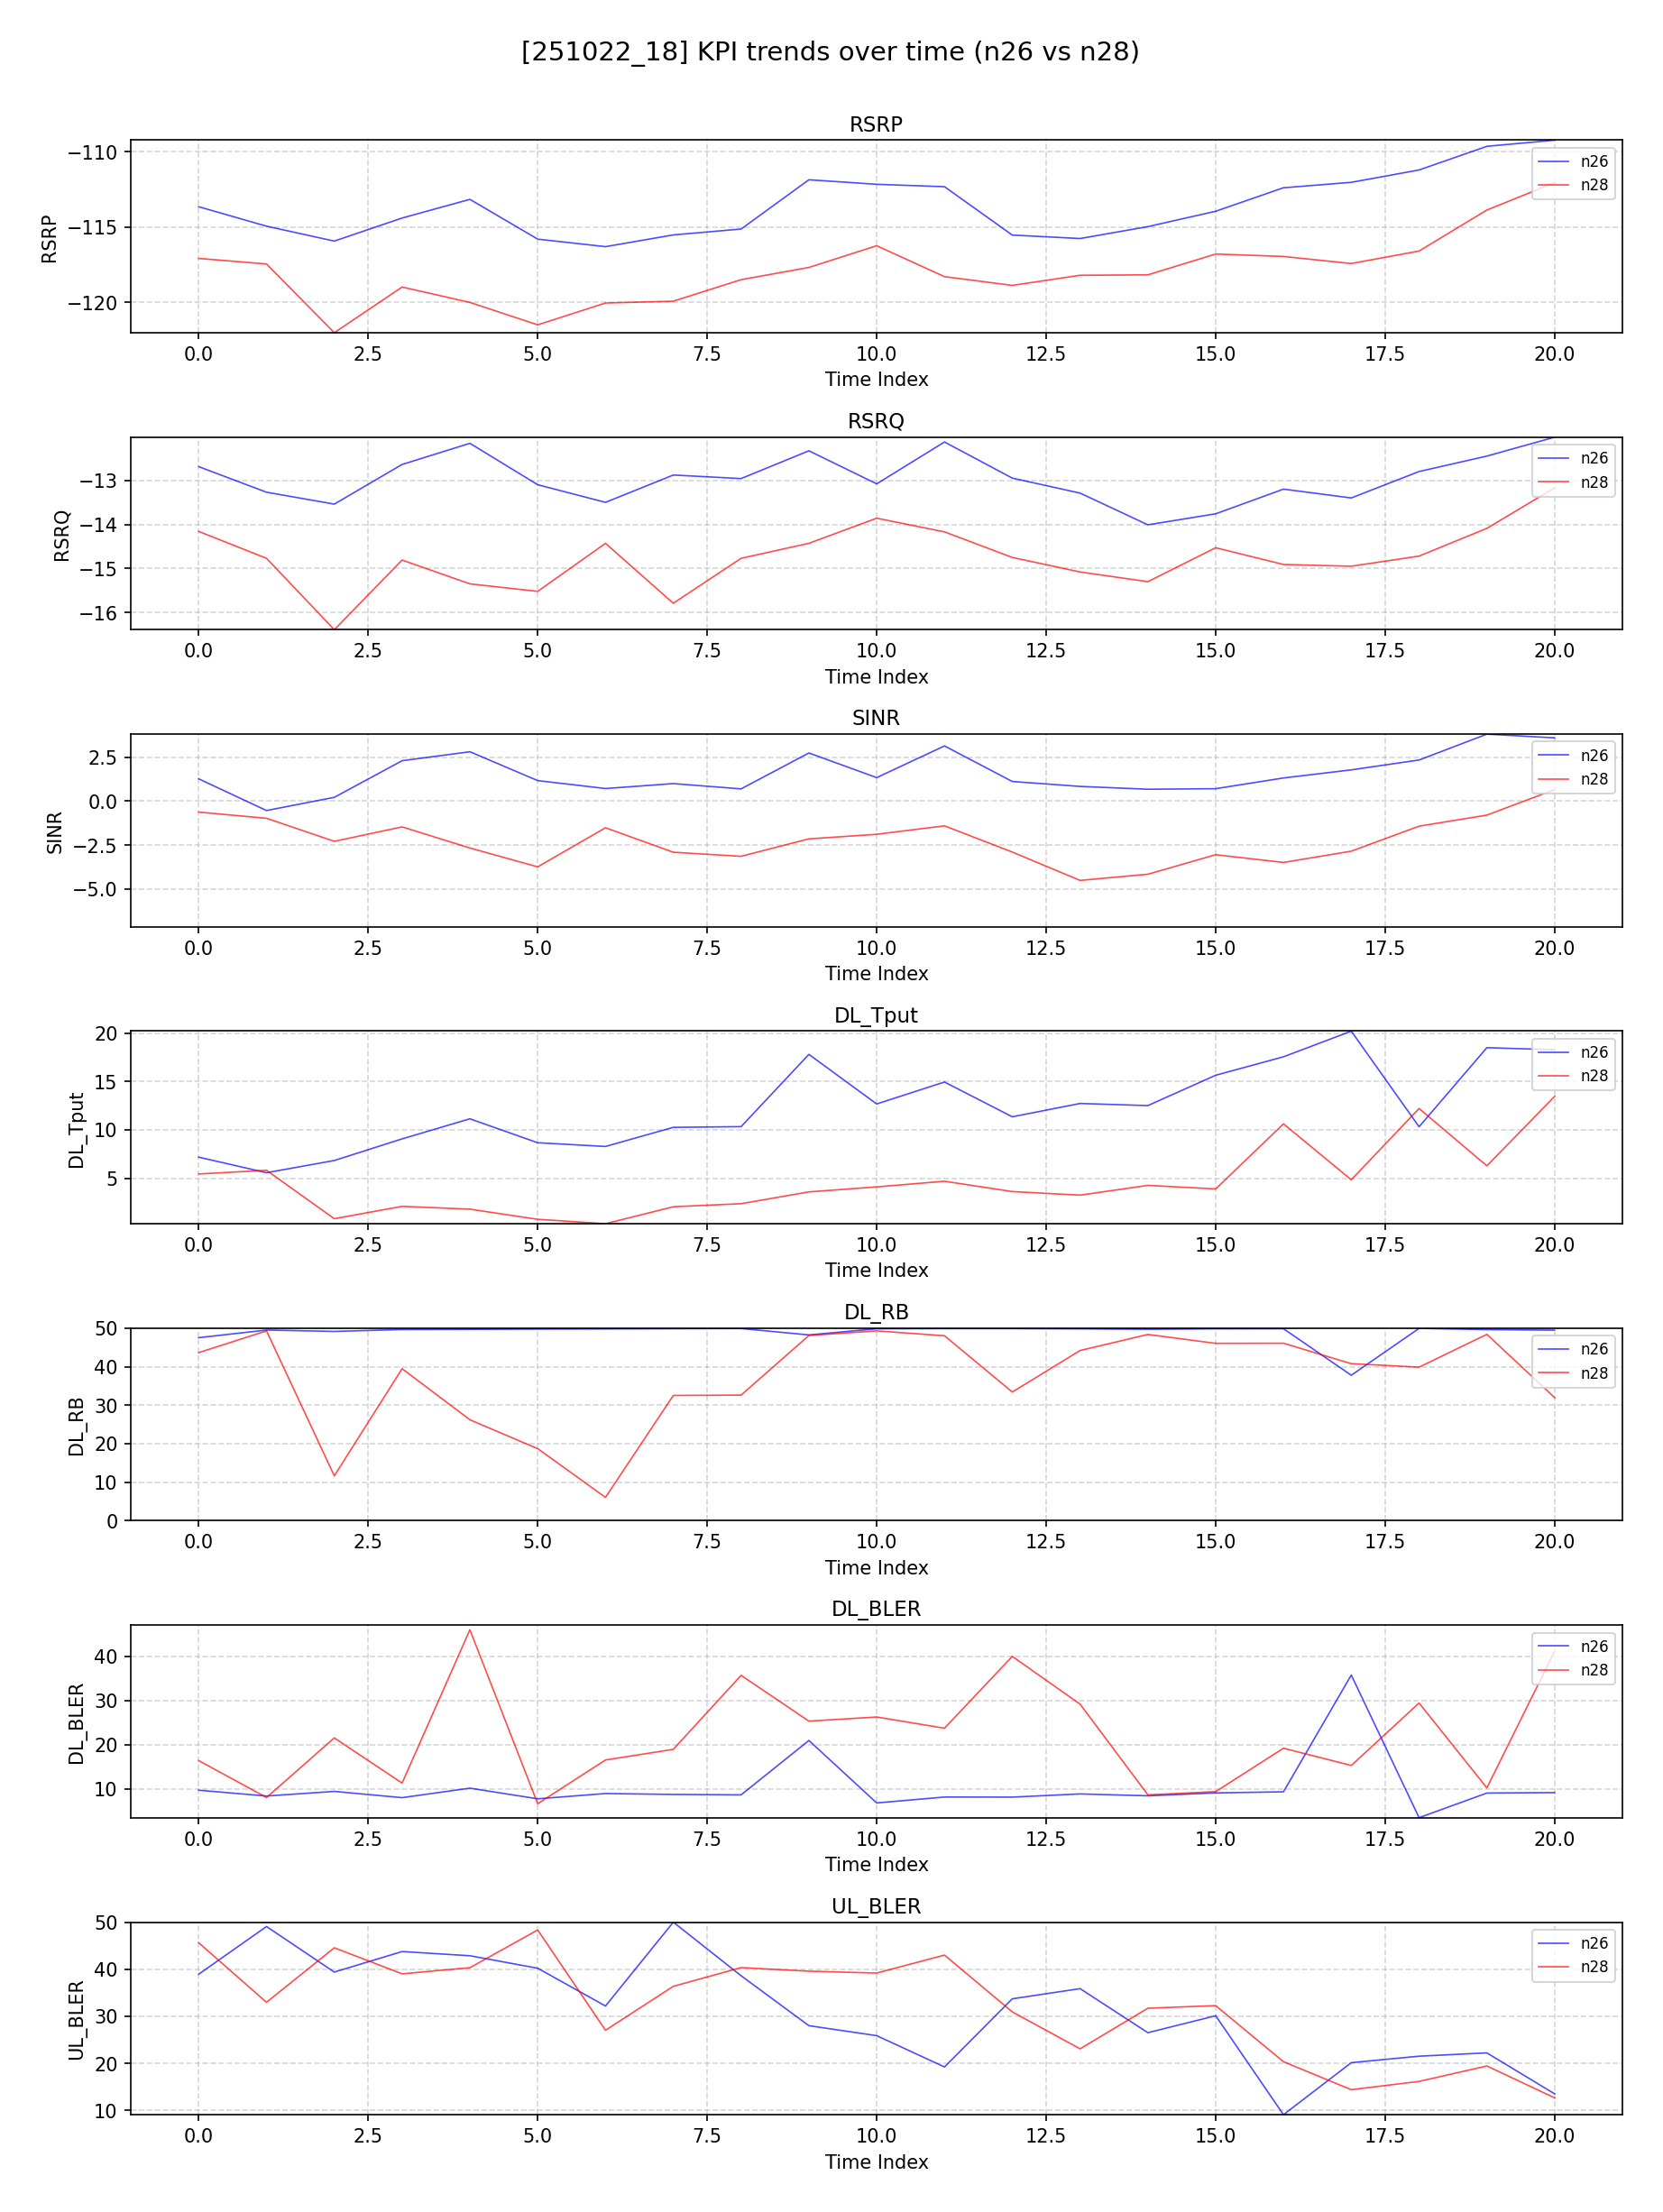 [251022_18] KPI trends over time (n26 vs n28)
RSRP
RSRP
−110
−115
−120
n26
n28
0.0 2.5 5.0 7.5 10.0 12.5 15.0 17.5 20.0
Time Index
RSRQ
RSRQ
−13
−14
−15
−16
n26
n28
0.0 2.5 5.0 7.5 10.0 12.5 15.0 17.5 20.0
Time Index
SINR
SINR
2.5
0.0
−2.5
−5.0
n26
n28
0.0 2.5 5.0 7.5 10.0 12.5 15.0 17.5 20.0
Time Index
DL_Tput
DL_Tput
20
15
10
5
n26
n28
0.0 2.5 5.0 7.5 10.0 12.5 15.0 17.5 20.0
Time Index
DL_RB
DL_RB
50
40
30
20
10
0
n26
n28
0.0 2.5 5.0 7.5 10.0 12.5 15.0 17.5 20.0
Time Index
DL_BLER
DL_BLER
40
30
20
10
n26
n28
0.0 2.5 5.0 7.5 10.0 12.5 15.0 17.5 20.0
Time Index
UL_BLER
UL_BLER
50
40
30
20
10
n26
n28
0.0 2.5 5.0 7.5 10.0 12.5 15.0 17.5 20.0
Time Index